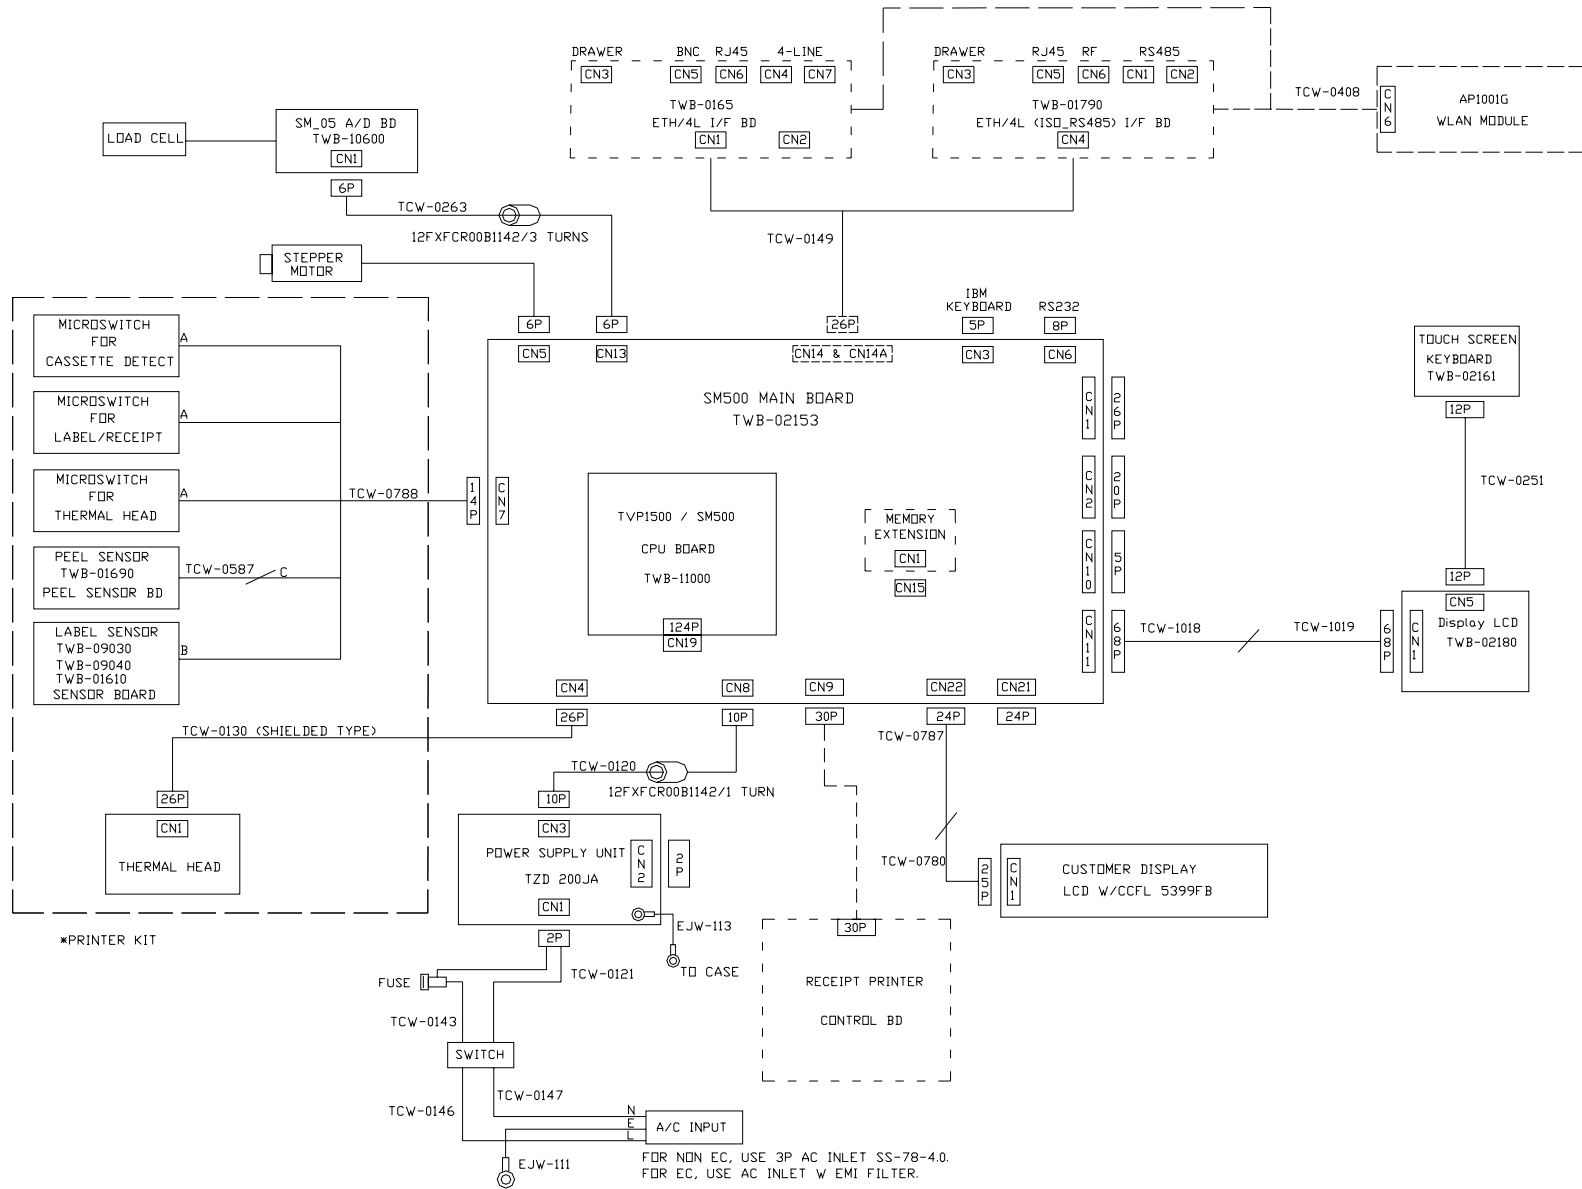 DRAWER BNC RJ45 4-LINE
CN3 CN5 CN6 CN4 CN7
TWB-0165
ETH/4L I/F BD
CN1 CN2
DRAWER RJ45 RF RS485
CN3 CN5 CN6 CN1 CN2
TWB-01790
ETH/4L (ISO_RS485) I/F BD
CN4
TCW-0408
CN6
AP1001G
WLAN MODULE
LOAD CELL
SM_05 A/D BD
TWB-10600
CN1
6P
TCW-0263
12FXFCR00B1142/3 TURNS
TCW-0149
STEPPER
MOTOR
6P
6P
26P
IBM
KEYBOARD
5P
RS232
8P
CN5
CN13
CN14 & CN14A
CN3
CN6
SM500 MAIN BOARD
TWB-02153
CN1
26P
CN2
20P
CN10
5P
CN11
68P
MICROSWITCH
FOR
CASSETTE DETECT
A
MICROSWITCH
FOR
LABEL/RECEIPT
A
MICROSWITCH
FOR
THERMAL HEAD
A
TCW-0788
14P
CN7
PEEL SENSOR
TWB-01690
PEEL SENSOR BD
TCW-0587
C
LABEL SENSOR
TWB-09030
TWB-09040
TWB-01610
SENSOR BOARD
B
TVP1500 / SM500
CPU BOARD
TWB-11000
124P
CN19
MEMORY
EXTENSION
CN1
CN15
TOUCH SCREEN
KEYBOARD
TWB-02161
12P
TCW-0251
12P
CN5
Display LCD
TWB-02180
CN1
68P
TCW-1018
TCW-1019
CN4
CN8
CN9
CN22
CN21
26P
10P
30P
24P
24P
TCW-0130 (SHIELDED TYPE)
26P
CN1
THERMAL HEAD
*PRINTER KIT
TCW-0120
12FXFCR00B1142/1 TURN
10P
CN3
POWER SUPPLY UNIT
TZD 200JA
CN2
2P
CN1
2P
EJW-113
TO CASE
TCW-0787
TCW-0780
25P
CN1
CUSTOMER DISPLAY
LCD W/CCFL 5399FB
30P
RECEIPT PRINTER
CONTROL BD
FUSE
TCW-0121
TCW-0143
SWITCH
TCW-0147
TCW-0146
N
E
L
A/C INPUT
EJW-111
FOR NON EC, USE 3P AC INLET SS-78-4.0.
FOR EC, USE AC INLET W EMI FILTER.